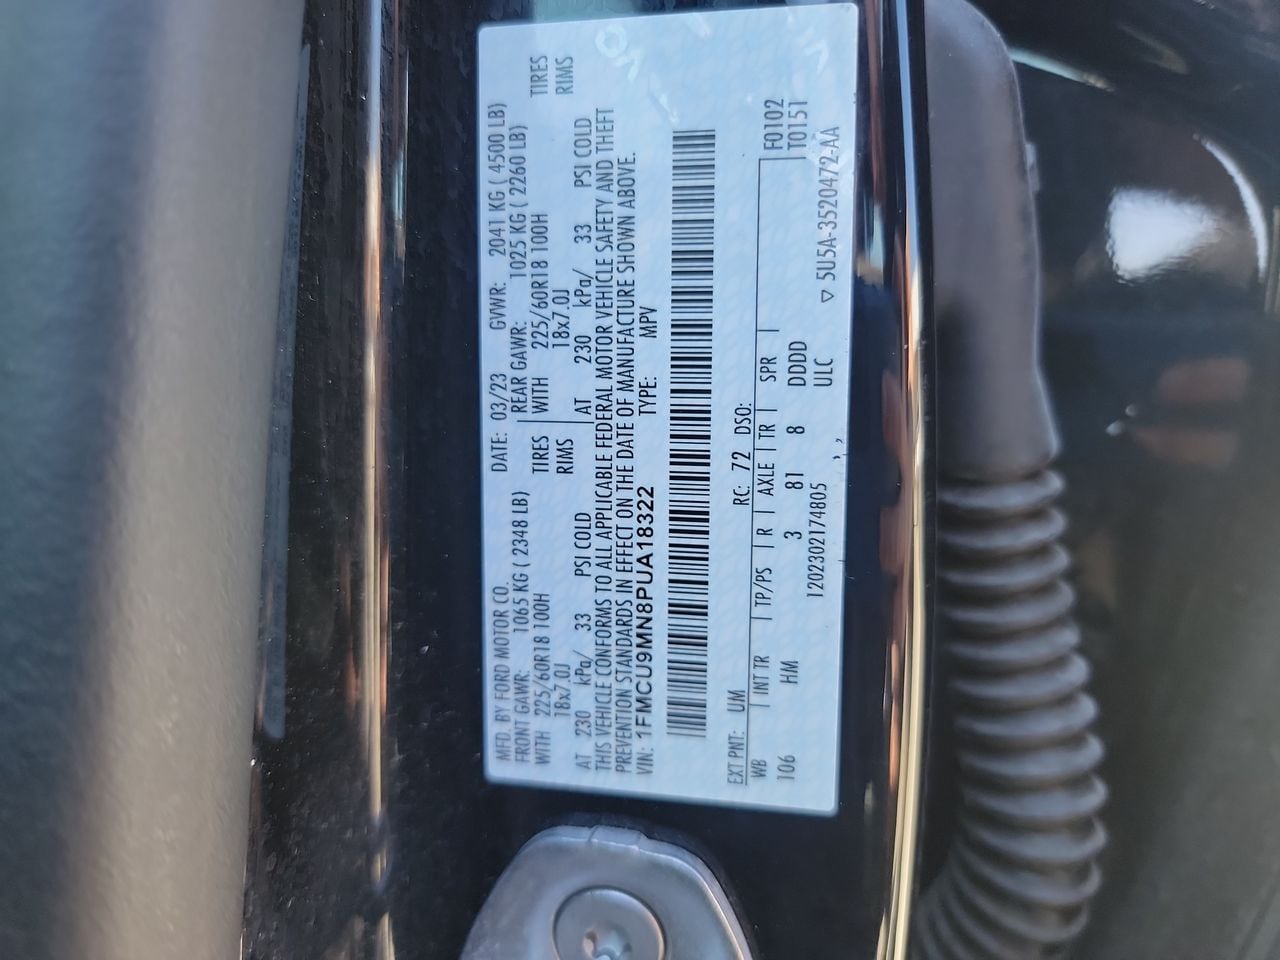 MFD. BY FORD MOTOR CO. DATE: 03/23 GVWR: 2041 KG ( 4500 LB)
FRONT GAWR: 1065 KG ( 2348 LB) REAR GAWR: 1025 KG ( 2260 LB)
WITH 225/60R18 100H TIRES WITH 225/60R18 100H TIRES
18x7.0J RIMS 18x7.0J RIMS
AT 230 kPa/ 33 PSI COLD AT 230 kPa/ 33 PSI COLD
THIS VEHICLE CONFORMS TO ALL APPLICABLE FEDERAL MOTOR VEHICLE SAFETY AND THEFT
PREVENTION STANDARDS IN EFFECT ON THE DATE OF MANUFACTURE SHOWN ABOVE.
VIN: 1FMCU9MN8PUA18322 TYPE: MPV
EXT PNT: UM RC: 72 DSO:
WB INT TR TP/PS R AXLE TR SPR F0102
106 HM 3 81 8 DDDD T0151
ULC
1202302174805 ▽ 5U5A-3520472-AA